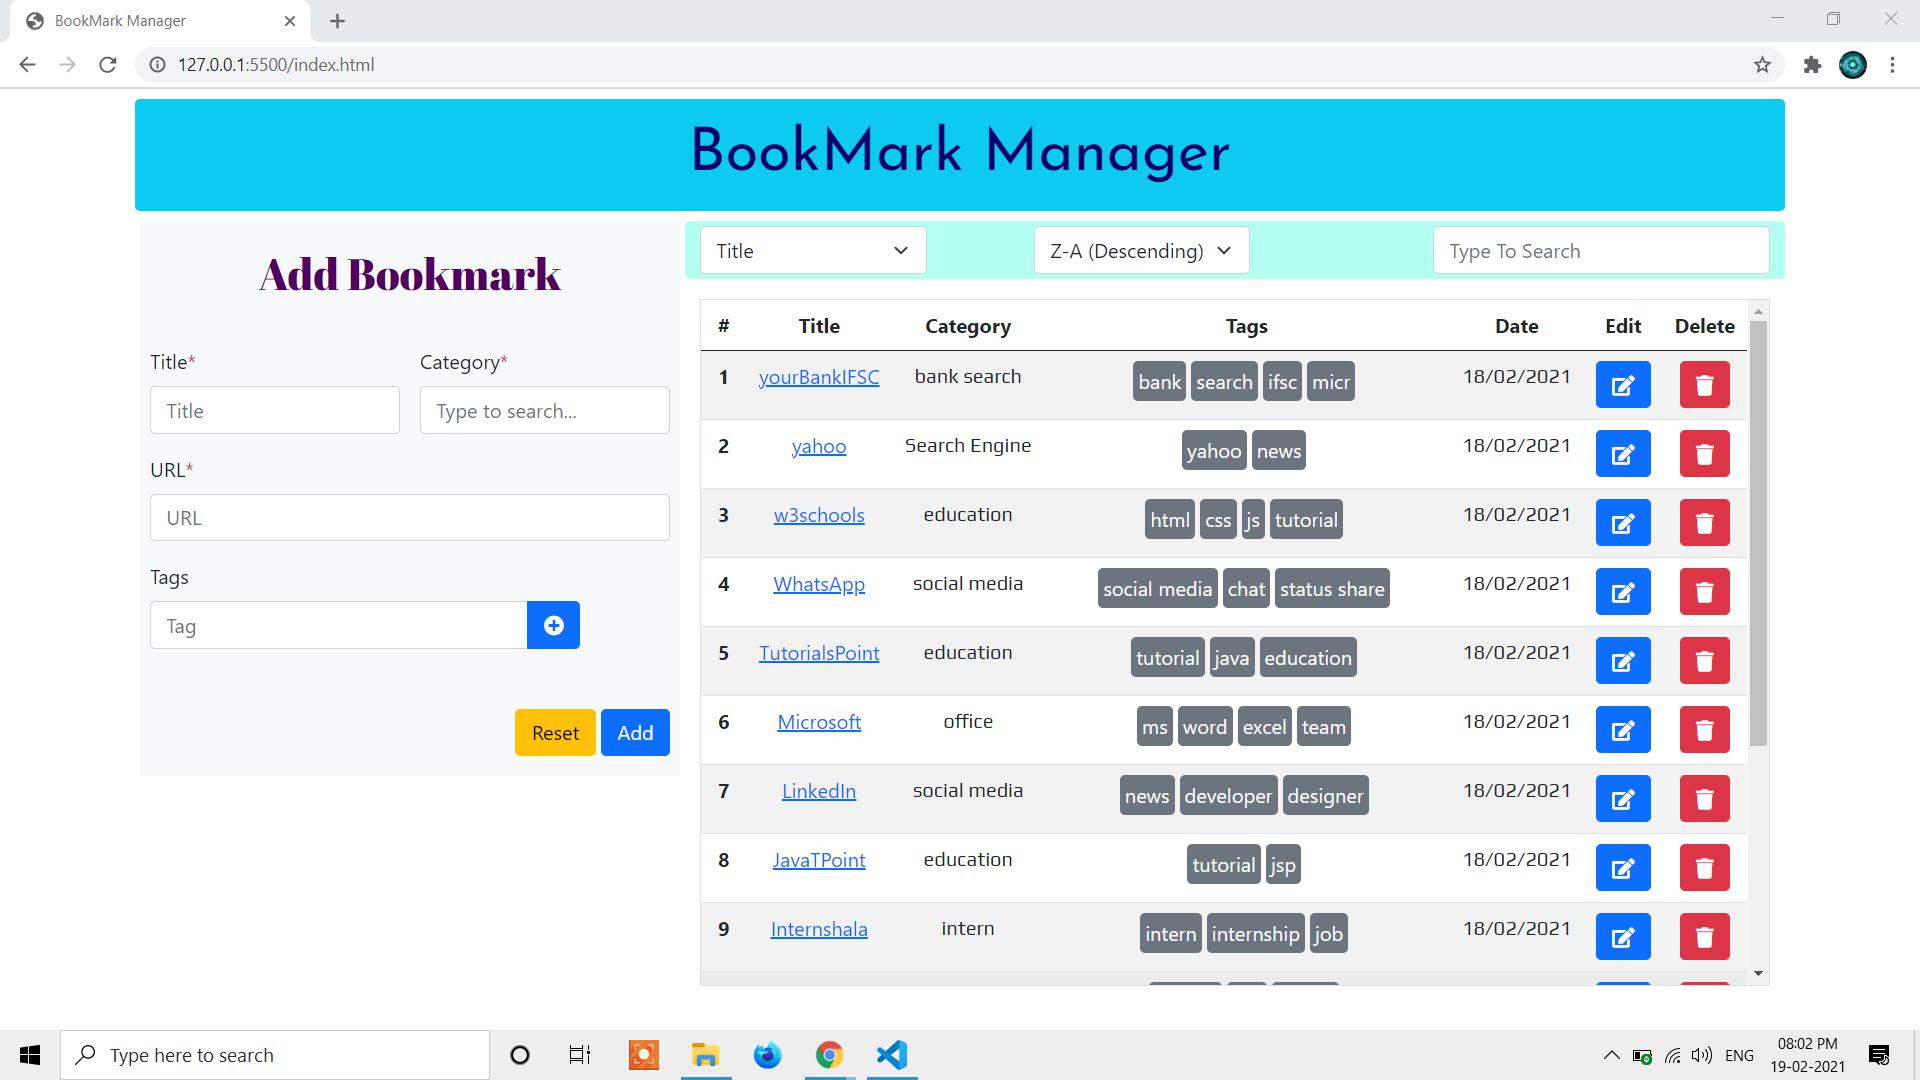 BookMark Manager
127.0.0.1:5500/index.html
BookMark Manager
Add Bookmark
Title* Category*
Title Type to search...
URL*
URL
Tags
Tag
Reset Add
Title Z-A (Descending) Type To Search
# Title Category Tags Date Edit Delete
1 yourBankIFSC bank search bank search ifsc micr 18/02/2021
2 yahoo Search Engine yahoo news 18/02/2021
3 w3schools education html css js tutorial 18/02/2021
4 WhatsApp social media social media chat status share 18/02/2021
5 TutorialsPoint education tutorial java education 18/02/2021
6 Microsoft office ms word excel team 18/02/2021
7 LinkedIn social media news developer designer 18/02/2021
8 JavaTPoint education tutorial jsp 18/02/2021
9 Internshala intern intern internship job 18/02/2021
Type here to search
ENG
08:02 PM
19-02-2021